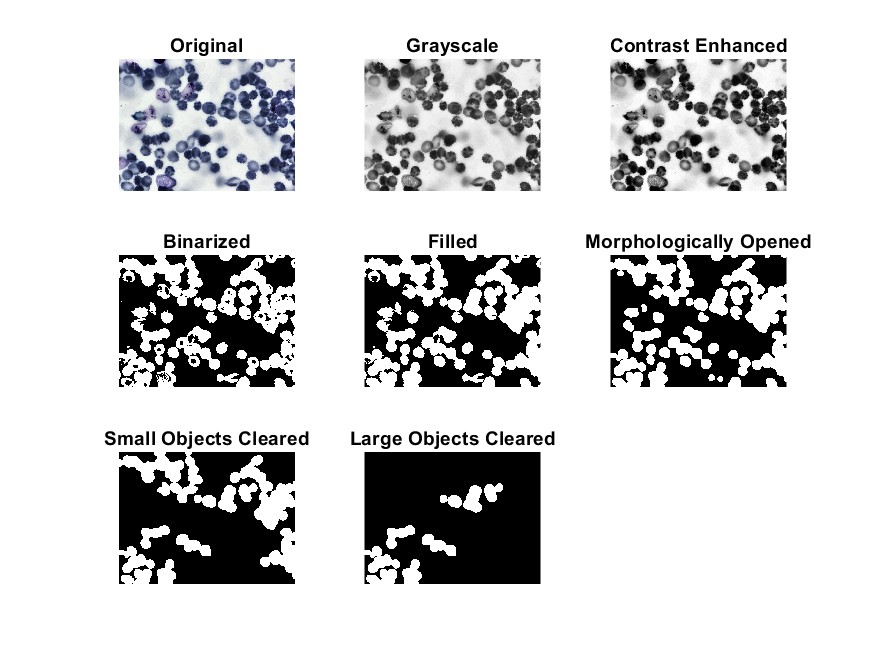 Original
Grayscale
Contrast Enhanced
Binarized
Filled
Morphologically Opened
Small Objects Cleared
Large Objects Cleared